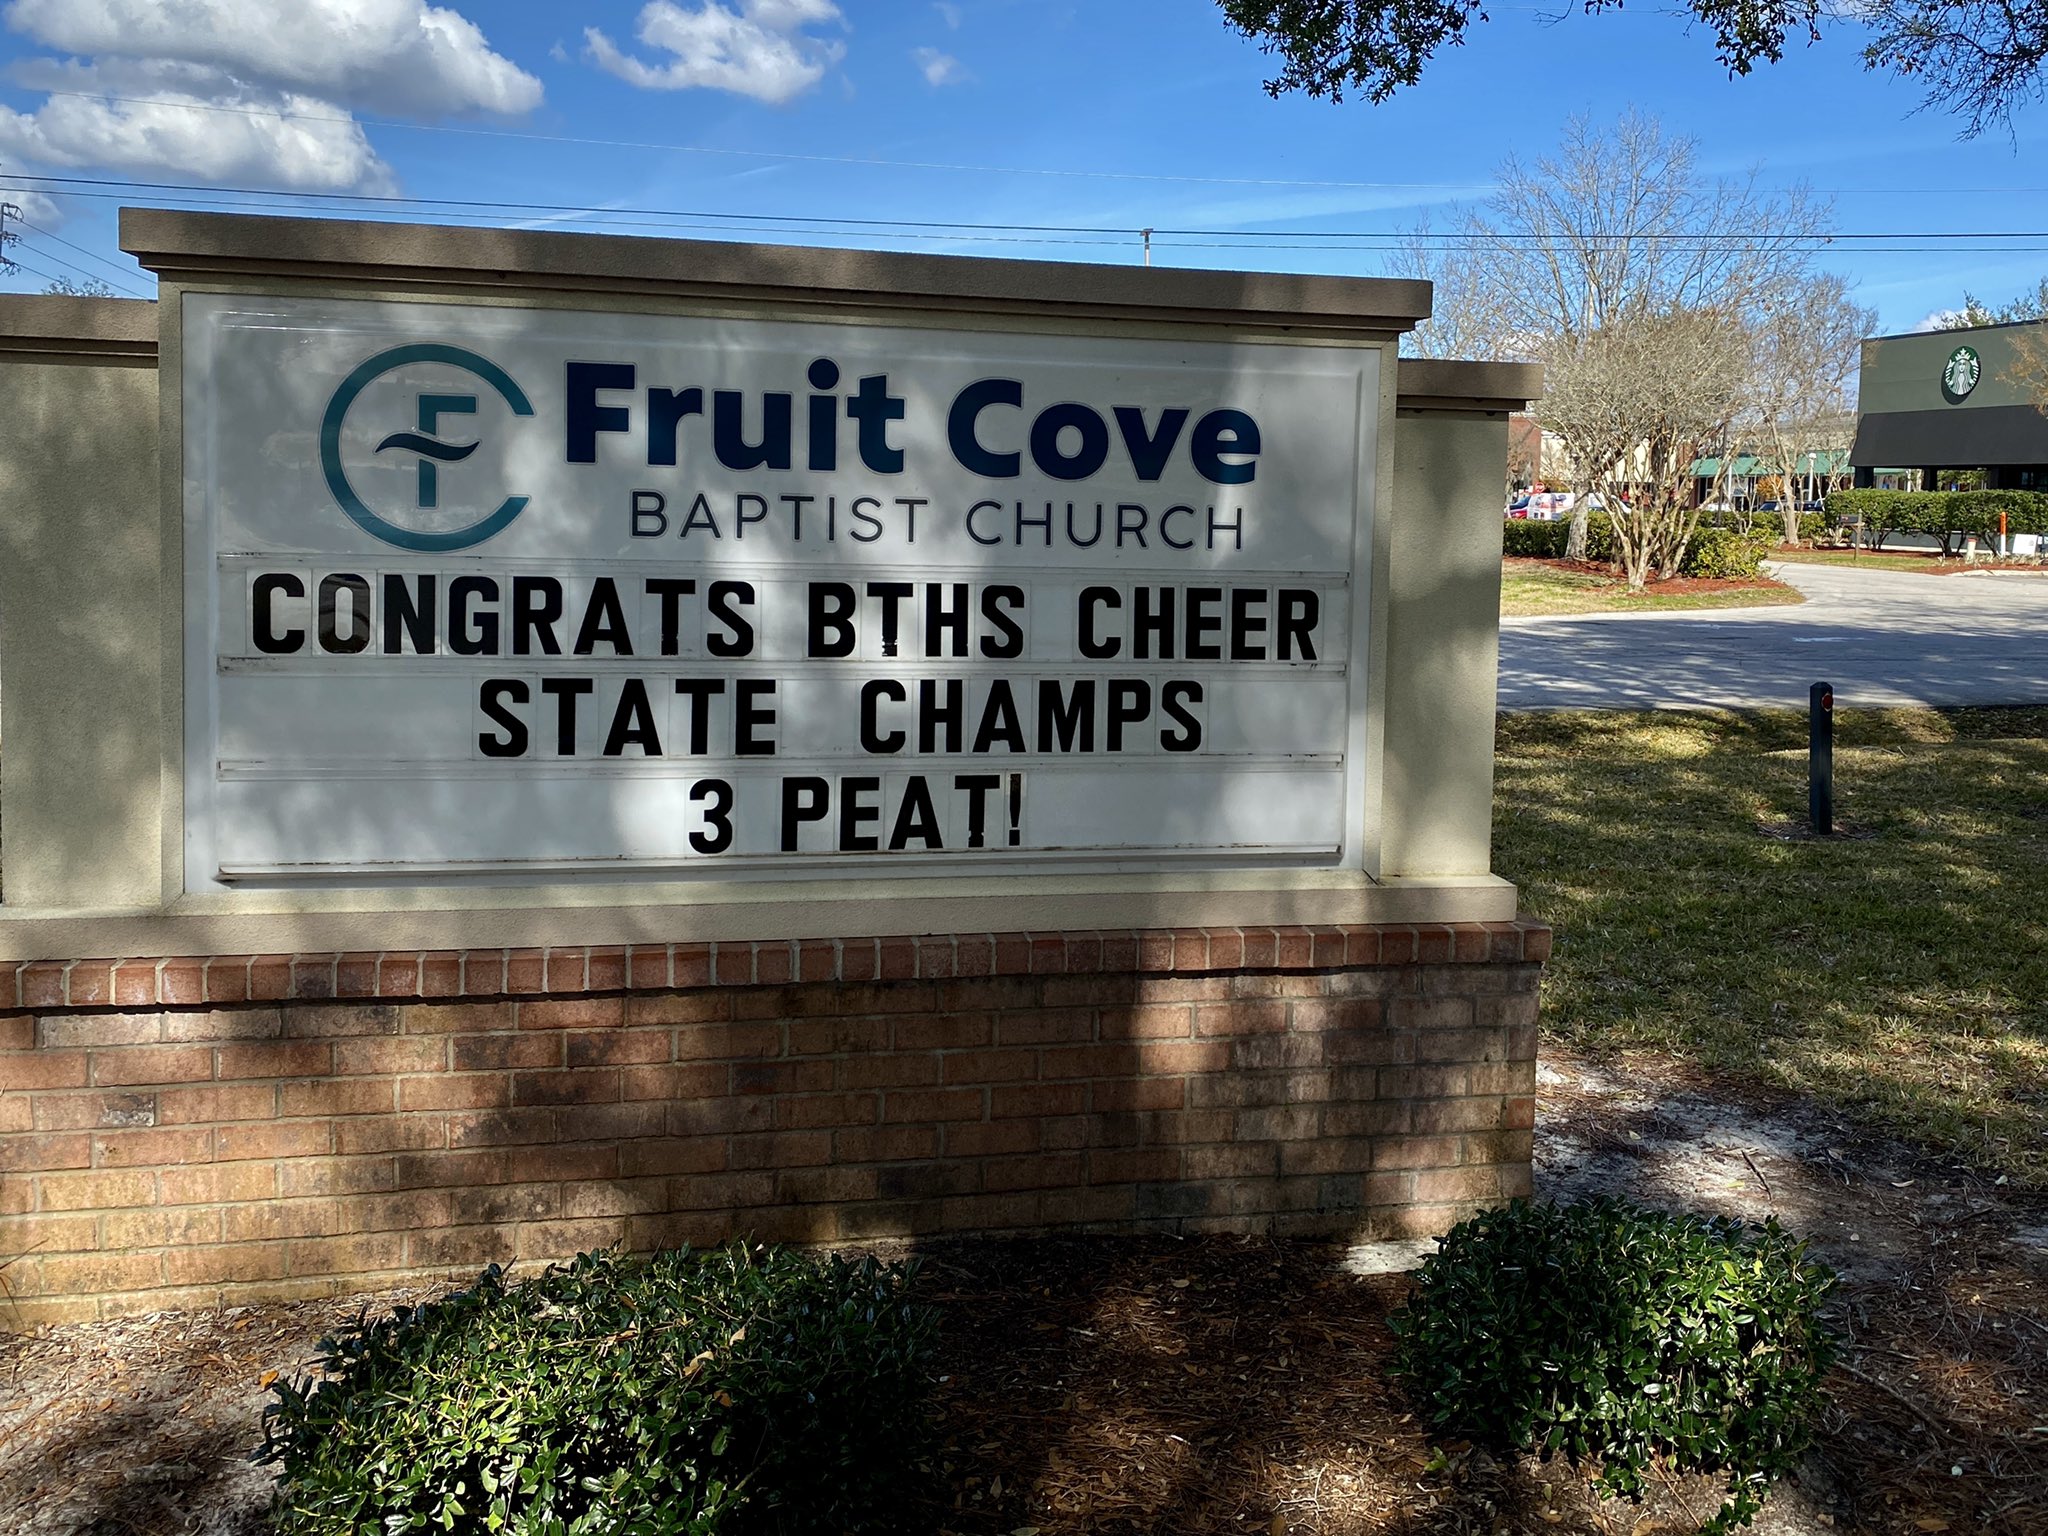 Fruit Cove
BAPTIST CHURCH
CONGRATS BTHS CHEER
STATE CHAMPS
3 PEAT!